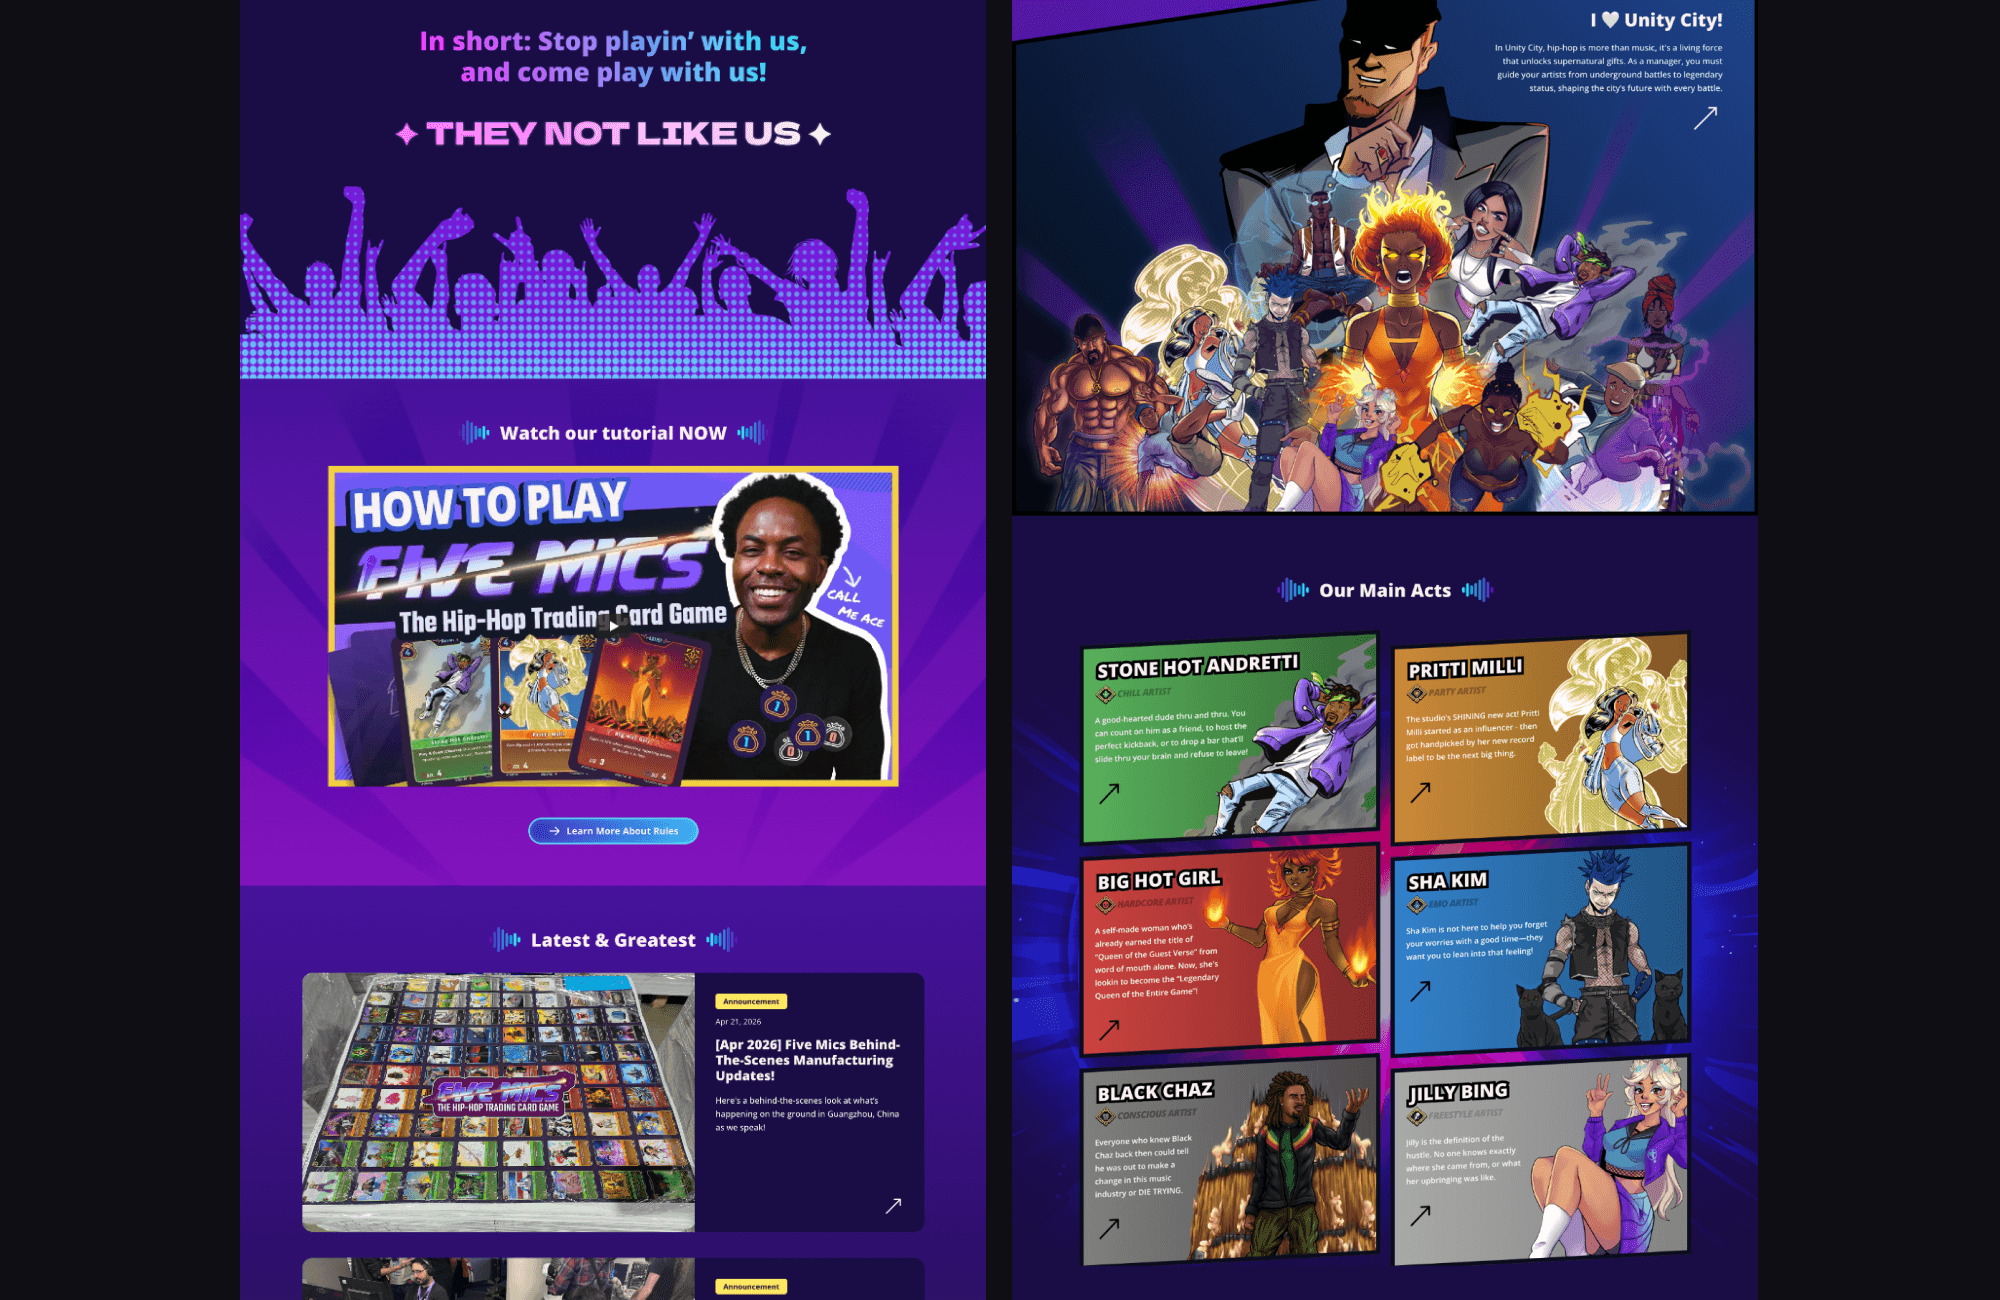 In short: Stop playin' with us,
and come play with us!
THEY NOT LIKE US
Watch our tutorial NOW
HOW TO PLAY
FIVE MICS
The Hip-Hop Trading Card Game
CALL
ME ACE
Learn More About Rules
Latest & Greatest
FIVE MICS
THE HIP-HOP TRADING CARD GAME
Announcement
Apr 21, 2026
[Apr 2026] Five Mics Behind-
The-Scenes Manufacturing
Updates!
Here's a behind-the-scenes look at what's
happening on the ground in Guangzhou, China
as we speak!
Announcement
I 🤍 Unity City!
In Unity City, hip-hop is more than music, it's a living force
that unlocks supernatural gifts. As a manager, you must
guide your artists from underground battles to legendary
status, shaping the city's future with every battle.
Our Main Acts
STONE HOT ANDRETTI
CHILL ARTIST
A good-hearted dude thru and thru. You
can count on him as a friend, to host the
perfect kickback, or to drop a bar that'll
slide thru your brain and refuse to leave!
PRITTI MILLI
PARTY ARTIST
The studio's SHINING new act! Pritti
Milli started as an influencer - then
got handpicked by her new record
label to be the next big thing.
BIG HOT GIRL
HARDCORE ARTIST
A self-made woman who's
already earned the title of
"Queen of the Guest Verse" from
word of mouth alone. Now, she's
lookin to become the "Legendary
Queen of the Entire Game"!
SHA KIM
EMO ARTIST
Sha Kim is not here to help you forget
your worries with a good time—they
want you to lean into that feeling!
BLACK CHAZ
CONSCIOUS ARTIST
Everyone who knew Black
Chaz back then could tell
he was out to make a
change in this music
industry or DIE TRYING.
JILLY BING
FREESTYLE ARTIST
Jilly is the definition of the
hustle. No one knows exactly
where she came from, or what
her upbringing was like.